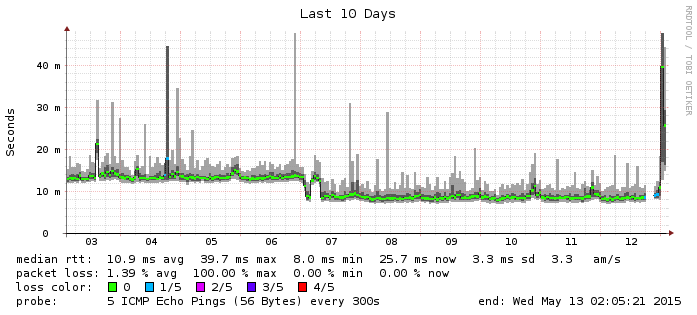 Last 10 Days
RRDTOOL / TOBI OETIKER
Seconds
40 m
30 m
20 m
10 m
0
03 04 05 06 07 08 09 10 11 12
median rtt: 10.9 ms avg 39.7 ms max 8.0 ms min 25.7 ms now 3.3 ms sd 3.3 am/s
packet loss: 1.39 % avg 100.00 % max 0.00 % min 0.00 % now
loss color: 0 1/5 2/5 3/5 4/5
probe: 5 ICMP Echo Pings (56 Bytes) every 300s end: Wed May 13 02:05:21 2015